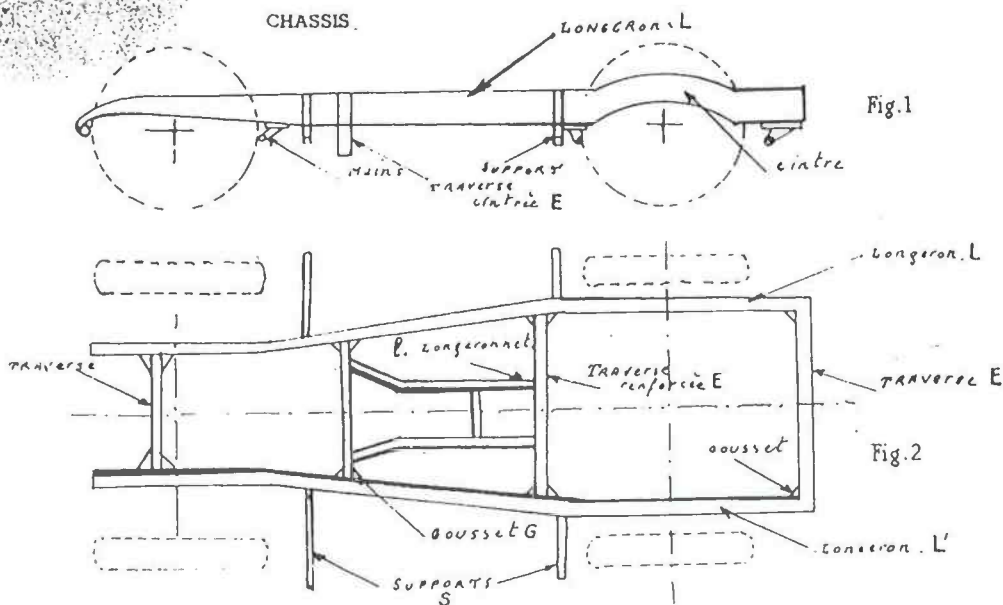 CHASSIS.
LONGERON. L
Fig.1
MAINS
SUPPORT
TRAVERSE
CINTRÉE E
CINTRE
Longeron. L
TRAVERSE
l. Longeronnet
TRAVERSE
renforcée E
TRAVERSE E
GOUSSET
Fig.2
GOUSSET G
Longeron. L'
SUPPORTS
S